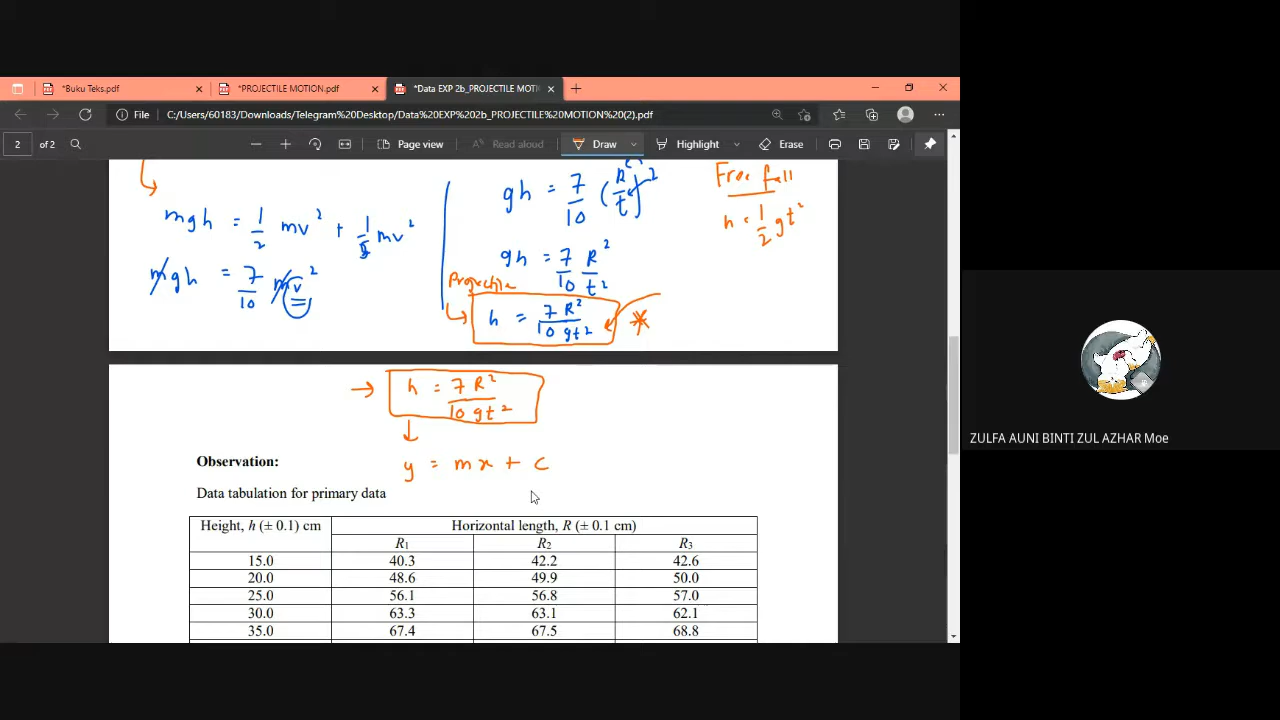 *Buku Teks.pdf
*PROJECTILE MOTION.pdf
*Data EXP 2b_PROJECTILE MOTI
File
C:/Users/60183/Downloads/Telegram%20Desktop/Data%20EXP%202b_PROJECTILE%20MOTION%20(2).pdf
2 of 2
Page view
Read aloud
Draw
Highlight
Erase
mgh = 1/2 mv² + 1/5 mv²
mgh = 7/10 mv²
gh = 7/10 (R/t)²
gh = 7/10 R²/t²
Projectile
h = 7R²/10gt² *
Free fall
h = 1/2 gt²
→ h = 7R²/10gt²
y = mx + c
Observation:
Data tabulation for primary data
Height, h (± 0.1) cm Horizontal length, R (± 0.1 cm)
R1 R2 R3
15.0 40.3 42.2 42.6
20.0 48.6 49.9 50.0
25.0 56.1 56.8 57.0
30.0 63.3 63.1 62.1
35.0 67.4 67.5 68.8
ZULFA AUNI BINTI ZUL AZHAR Moe